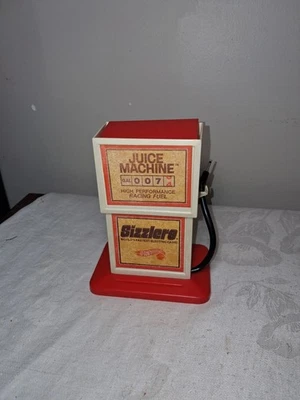 JUICE
MACHINE
GAL 007
HIGH PERFORMANCE
RACING FUEL
Sizzlers